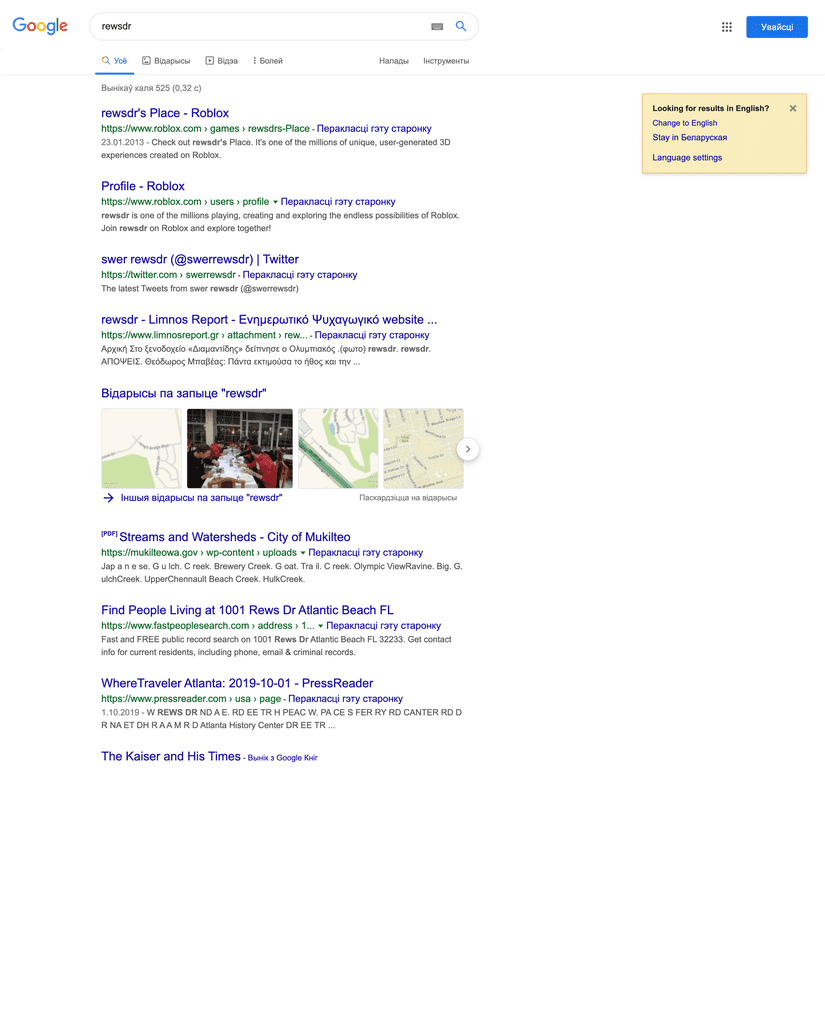 Google
rewsdr
Увайсці
Усё Відарысы Відэа Болей Налады Інструменты
Вынікаў каля 525 (0,32 с)
Looking for results in English?
Change to English
Stay in Беларуская
Language settings
rewsdr's Place - Roblox
https://www.roblox.com › games › rewsdrs-Place - Перакласці гэту старонку
23.01.2013 - Check out rewsdr's Place. It's one of the millions of unique, user-generated 3D
experiences created on Roblox.
Profile - Roblox
https://www.roblox.com › users › profile Перакласці гэту старонку
rewsdr is one of the millions playing, creating and exploring the endless possibilities of Roblox.
Join rewsdr on Roblox and explore together!
swer rewsdr (@swerrewsdr) | Twitter
https://twitter.com › swerrewsdr - Перакласці гэту старонку
The latest Tweets from swer rewsdr (@swerrewsdr)
rewsdr - Limnos Report - Ενημερωτικό Ψυχαγωγικό website ...
https://www.limnosreport.gr › attachment › rew... - Перакласці гэту старонку
Αρχική Στο ξενοδοχείο «Διαμαντίδης» δείπνησε ο Ολυμπιακός .(φωτο) rewsdr. rewsdr.
ΑΠΟΨΕΙΣ. Θεόδωρος Μπαβέας: Πάντα εκτιμούσα το ήθος και την ...
Відарысы па запыце "rewsdr"
Іншыя відарысы па запыце "rewsdr" Паскардзіцца на відарысы
[PDF] Streams and Watersheds - City of Mukilteo
https://mukilteowa.gov › wp-content › uploads Перакласці гэту старонку
Jap a n e se. G u lch. C reek. Brewery Creek. G oat. Tra il. C reek. Olympic ViewRavine. Big. G.
ulchCreek. UpperChennault Beach Creek. HulkCreek.
Find People Living at 1001 Rews Dr Atlantic Beach FL
https://www.fastpeoplesearch.com › address › 1... Перакласці гэту старонку
Fast and FREE public record search on 1001 Rews Dr Atlantic Beach FL 32233. Get contact
info for current residents, including phone, email & criminal records.
WhereTraveler Atlanta: 2019-10-01 - PressReader
https://www.pressreader.com › usa › page - Перакласці гэту старонку
1.10.2019 - W REWS DR ND A E. RD EE TR H PEAC W. PA CE S FER RY RD CANTER RD D
R NA ET DH R A A M R D Atlanta History Center DR EE TR ...
The Kaiser and His Times - Вынік з Google Кніг